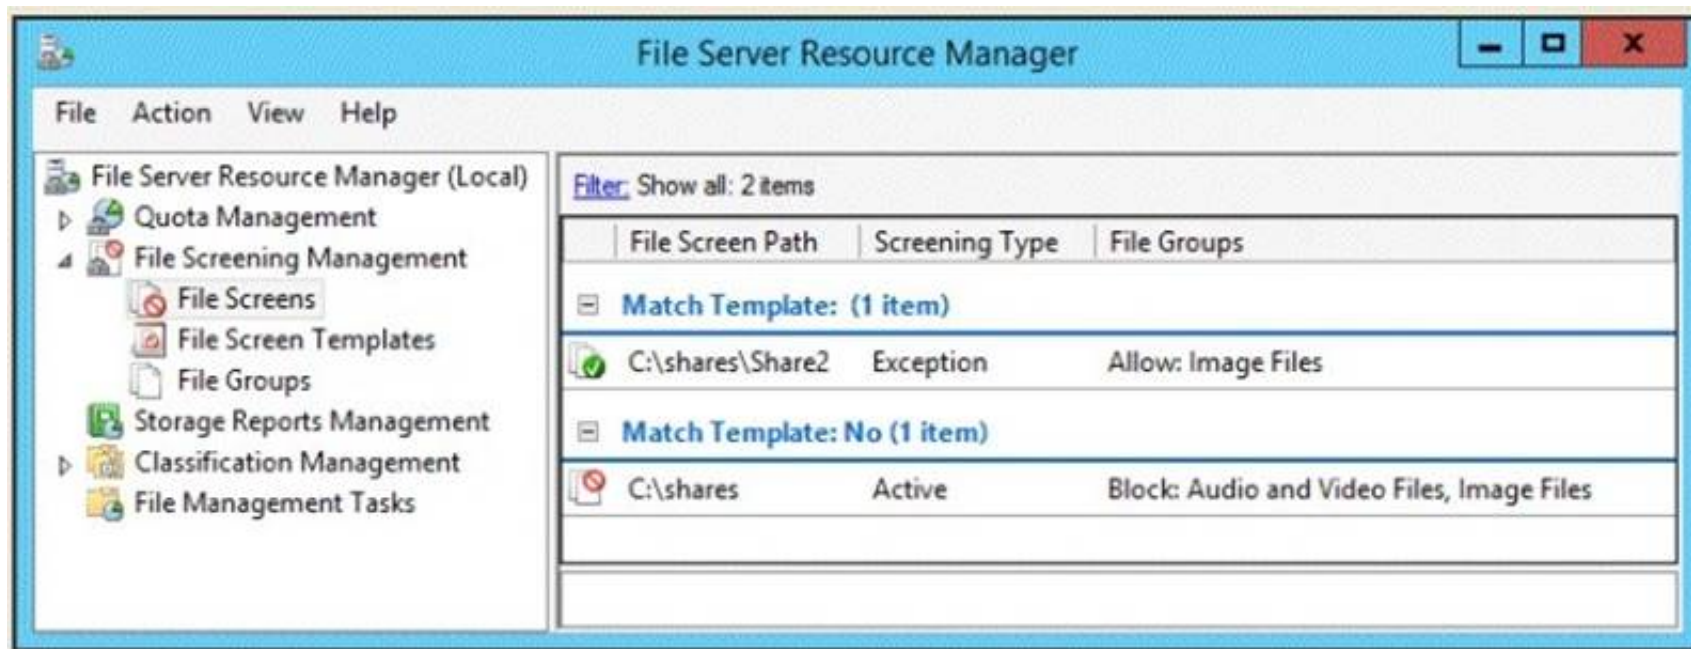 File Server Resource Manager
File Action View Help
File Server Resource Manager (Local)
Quota Management
File Screening Management
File Screens
File Screen Templates
File Groups
Storage Reports Management
Classification Management
File Management Tasks
Filter: Show all: 2 items
File Screen Path Screening Type File Groups
Match Template: (1 item)
C:\shares\Share2 Exception Allow: Image Files
Match Template: No (1 item)
C:\shares Active Block: Audio and Video Files, Image Files